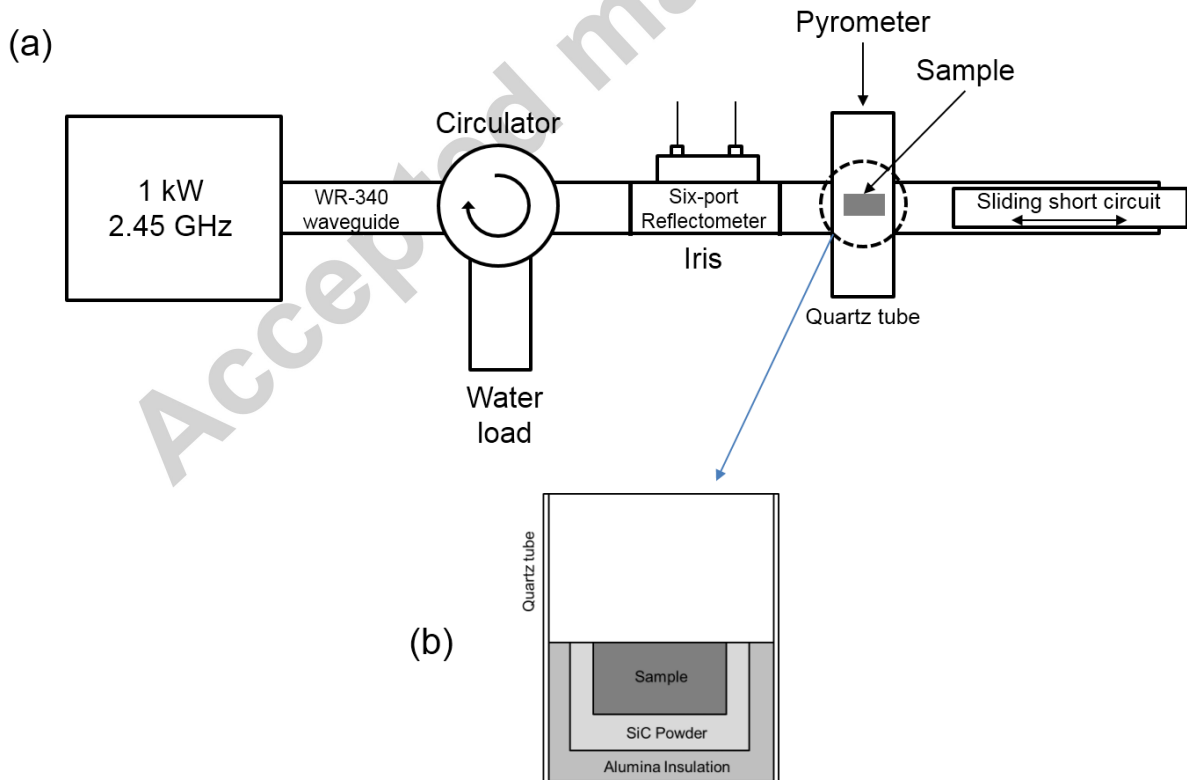 (a)
Pyrometer
Sample
Circulator
1 kW
2.45 GHz
WR-340
waveguide
Six-port
Reflectometer
Iris
Sliding short circuit
Quartz tube
Water
load
Accepted ma
(b)
Quartz tube
Sample
SiC Powder
Alumina Insulation